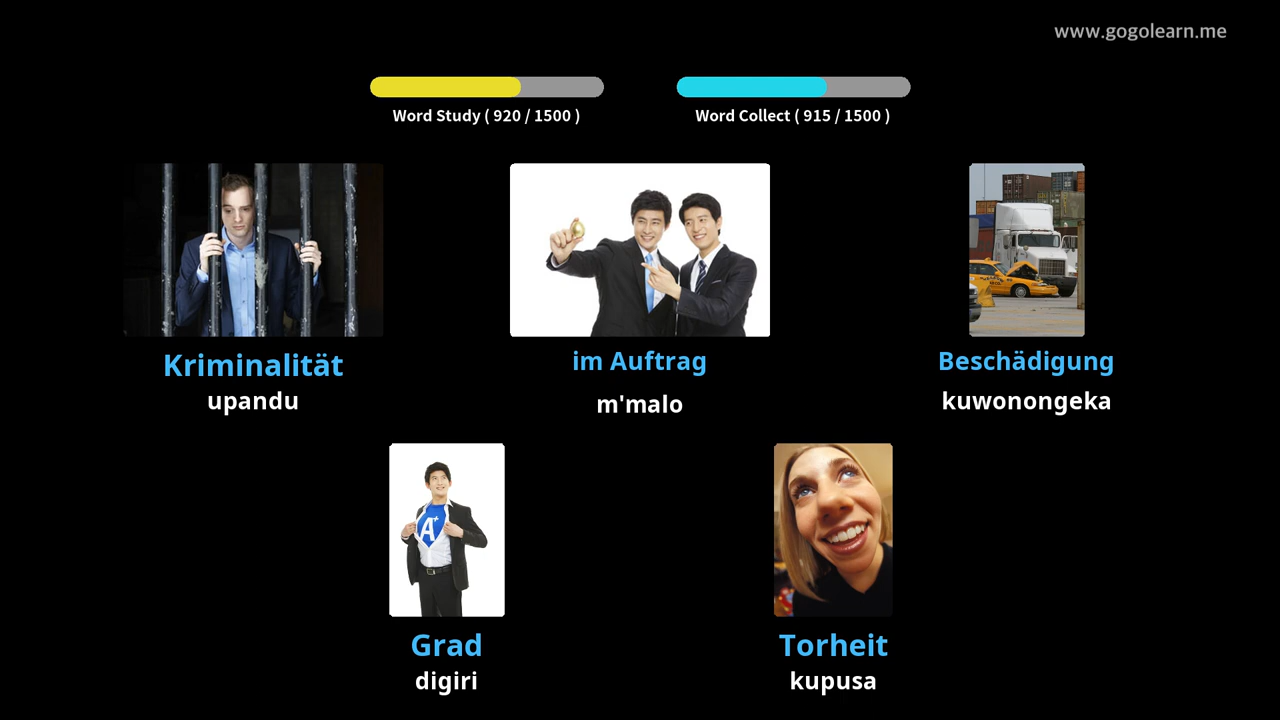 www.gogolearn.me
Word Study ( 920 / 1500 )
Word Collect ( 915 / 1500 )
Kriminalität
upandu
im Auftrag
m'malo
Beschädigung
kuwonongeka
A+
Grad
digiri
Torheit
kupusa